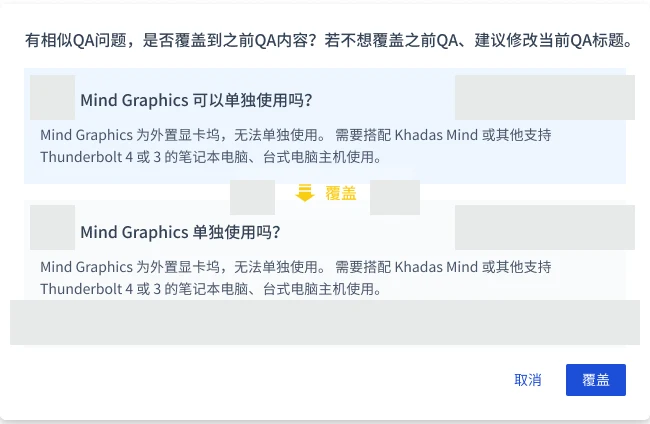 有相似QA问题，是否覆盖到之前QA内容？若不想覆盖之前QA、建议修改当前QA标题。
Mind Graphics 可以单独使用吗？
Mind Graphics 为外置显卡坞，无法单独使用。 需要搭配 Khadas Mind 或其他支持
Thunderbolt 4 或 3 的笔记本电脑、台式电脑主机使用。
覆盖
Mind Graphics 单独使用吗？
Mind Graphics 为外置显卡坞，无法单独使用。 需要搭配 Khadas Mind 或其他支持
Thunderbolt 4 或 3 的笔记本电脑、台式电脑主机使用。
取消
覆盖